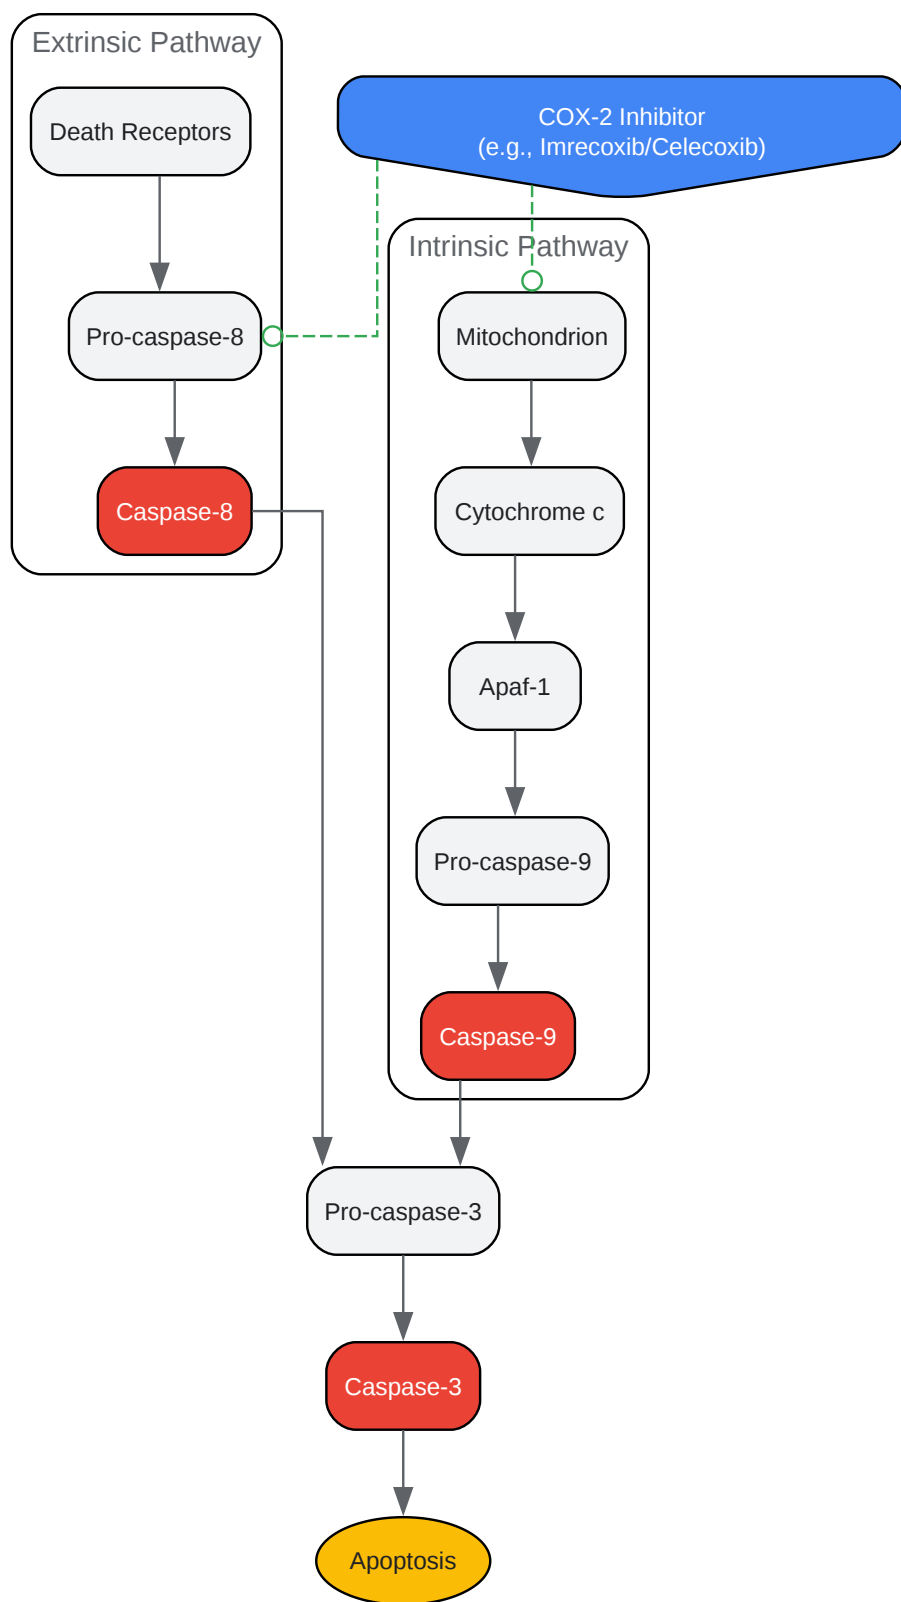 Extrinsic Pathway
Death Receptors
Pro-caspase-8
Caspase-8
COX-2 Inhibitor
(e.g., Imrecoxib/Celecoxib)
Intrinsic Pathway
Mitochondrion
Cytochrome c
Apaf-1
Pro-caspase-9
Caspase-9
Pro-caspase-3
Caspase-3
Apoptosis